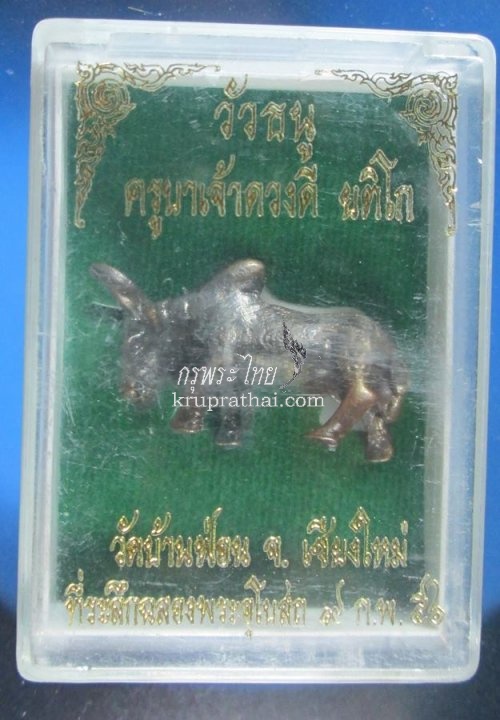 วัวธนู
ครูบาเจ้าดวงดี ยติโก
กรุพระไทย
kruprathai.com
วัดบ้านฟ่อน จ. เชียงใหม่
ที่ระลึกฉลองพระอุโบสถ ๗ ก.พ. ๕๖